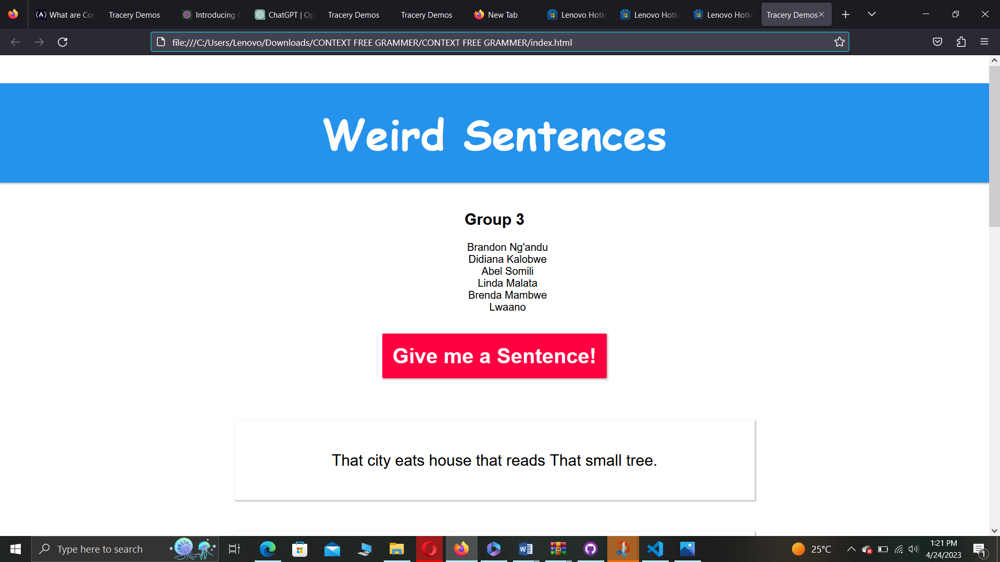 What are Con
Tracery Demos
Introducing C
ChatGPT | Op
Tracery Demos
Tracery Demos
New Tab
Lenovo Hotk
Lenovo Hotk
Lenovo Hotk
Tracery Demos
file:///C:/Users/Lenovo/Downloads/CONTEXT FREE GRAMMER/CONTEXT FREE GRAMMER/index.html
Weird Sentences
Group 3
Brandon Ng'andu
Didiana Kalobwe
Abel Somili
Linda Malata
Brenda Mambwe
Lwaano
Give me a Sentence!
That city eats house that reads That small tree.
Type here to search
25°C
1:21 PM
4/24/2023
1